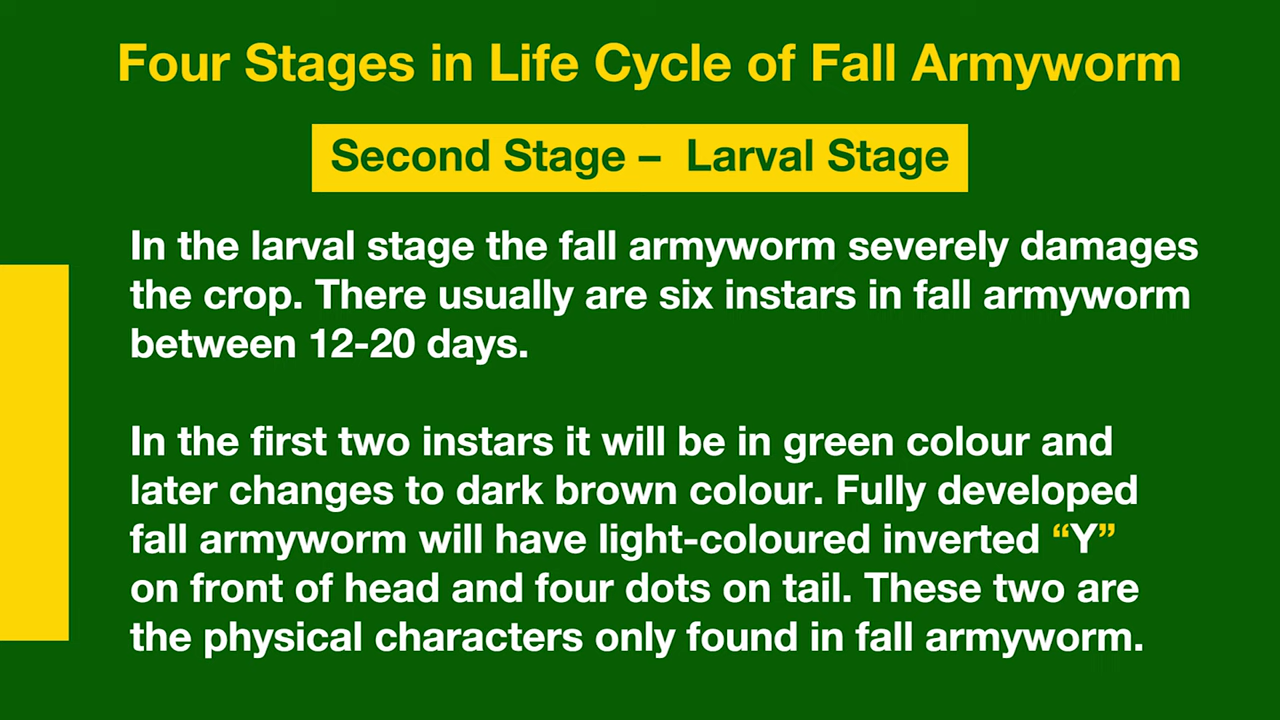 Four Stages in Life Cycle of Fall Armyworm
Second Stage – Larval Stage
In the larval stage the fall armyworm severely damages
the crop. There usually are six instars in fall armyworm
between 12-20 days.
In the first two instars it will be in green colour and
later changes to dark brown colour. Fully developed
fall armyworm will have light-coloured inverted “Y”
on front of head and four dots on tail. These two are
the physical characters only found in fall armyworm.